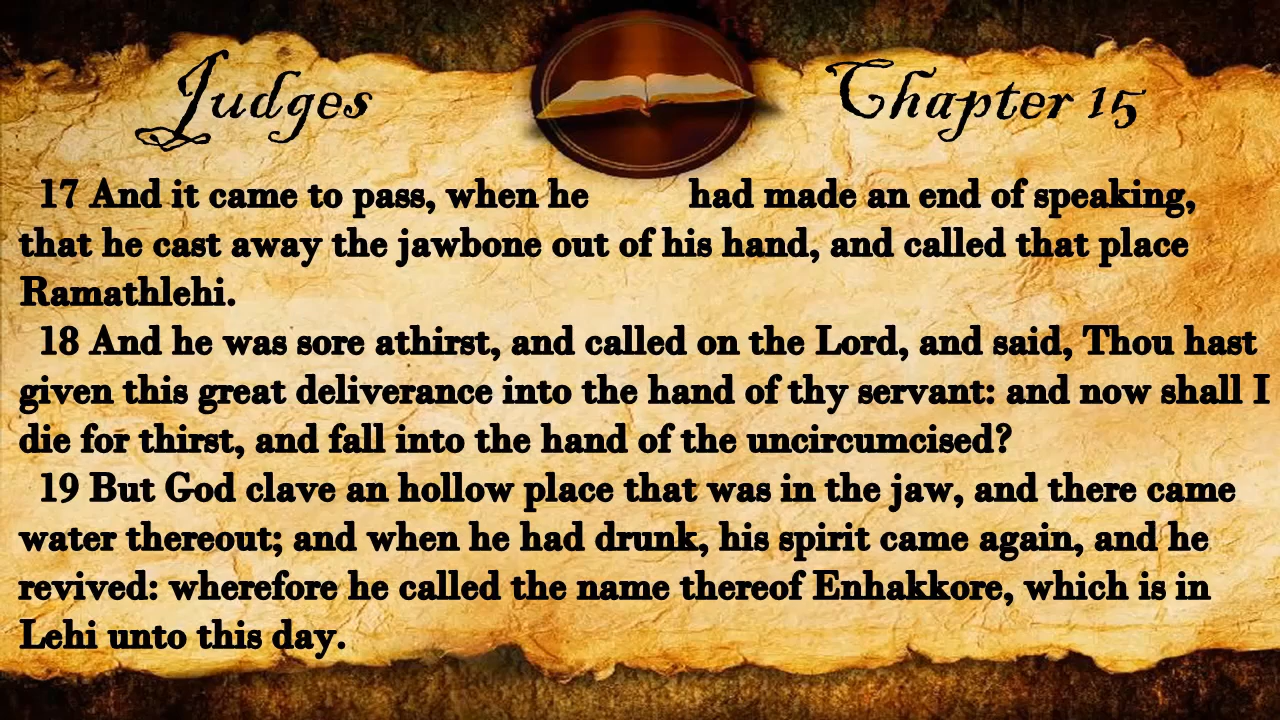 Judges Chapter 15
17 And it came to pass, when he had made an end of speaking,
that he cast away the jawbone out of his hand, and called that place
Ramathlehi.
18 And he was sore athirst, and called on the Lord, and said, Thou hast
given this great deliverance into the hand of thy servant: and now shall I
die for thirst, and fall into the hand of the uncircumcised?
19 But God clave an hollow place that was in the jaw, and there came
water thereout; and when he had drunk, his spirit came again, and he
revived: wherefore he called the name thereof Enhakkore, which is in
Lehi unto this day.